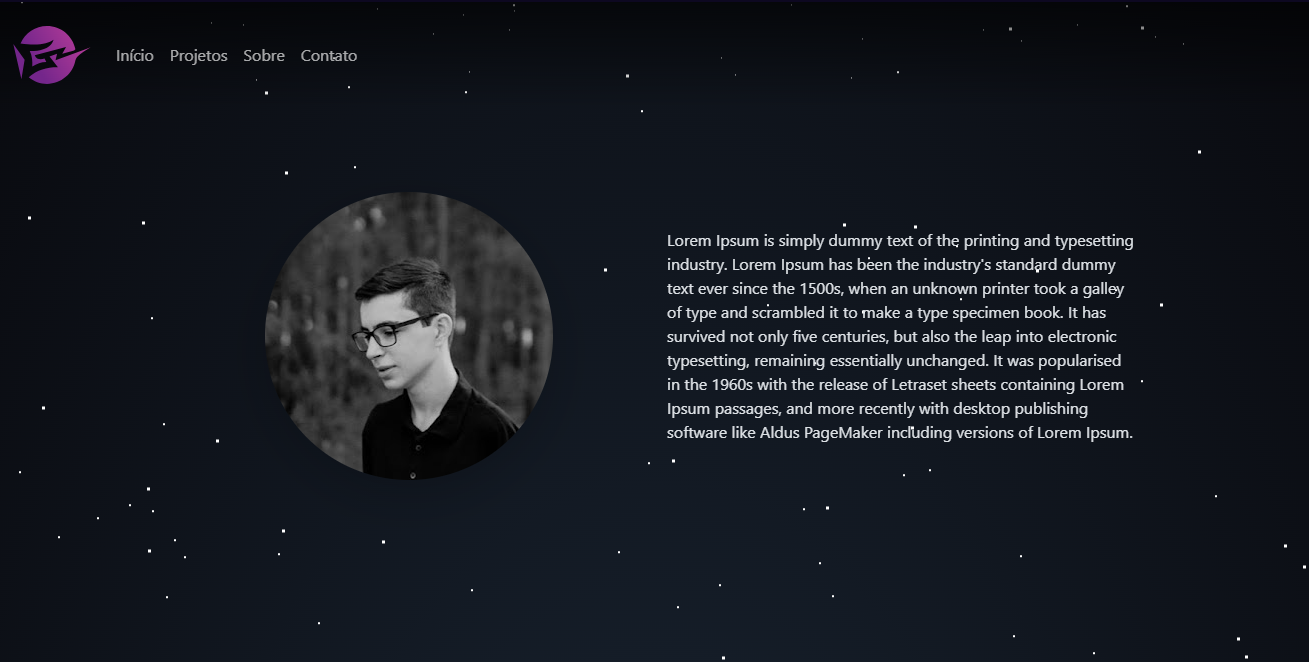 Início Projetos Sobre Contato
Lorem Ipsum is simply dummy text of the printing and typesetting
industry. Lorem Ipsum has been the industry's standard dummy
text ever since the 1500s, when an unknown printer took a galley
of type and scrambled it to make a type specimen book. It has
survived not only five centuries, but also the leap into electronic
typesetting, remaining essentially unchanged. It was popularised
in the 1960s with the release of Letraset sheets containing Lorem
Ipsum passages, and more recently with desktop publishing
software like Aldus PageMaker including versions of Lorem Ipsum.